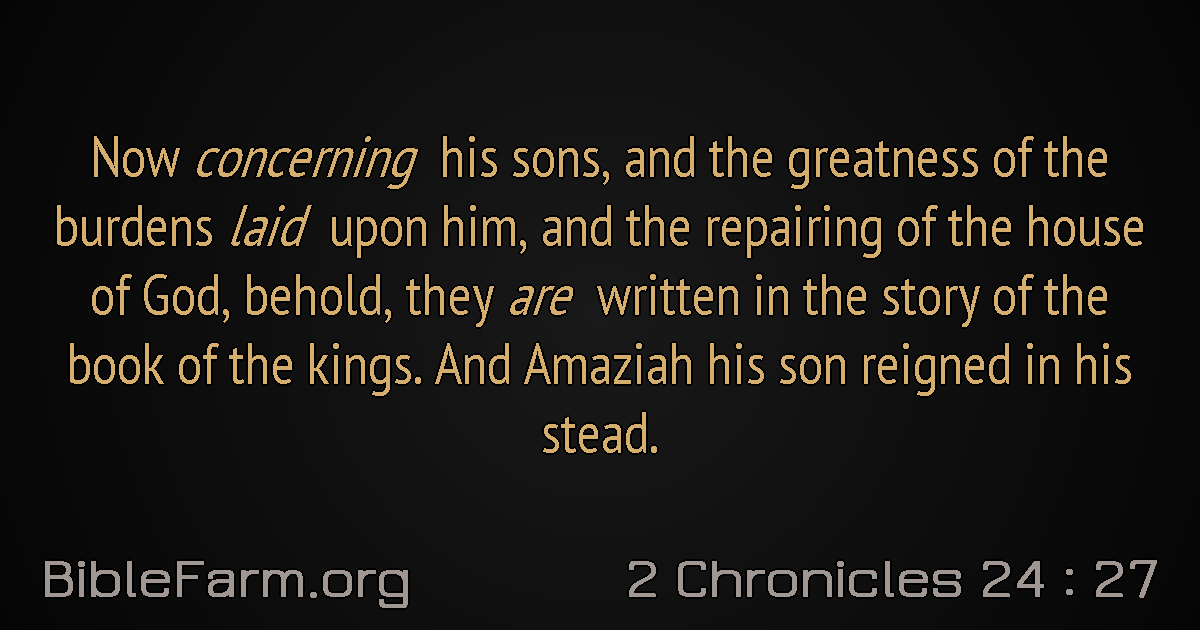 Now concerning his sons, and the greatness of the
burdens laid upon him, and the repairing of the house
of God, behold, they are written in the story of the
book of the kings. And Amaziah his son reigned in his
stead.
BibleFarm.org
2 Chronicles 24 : 27